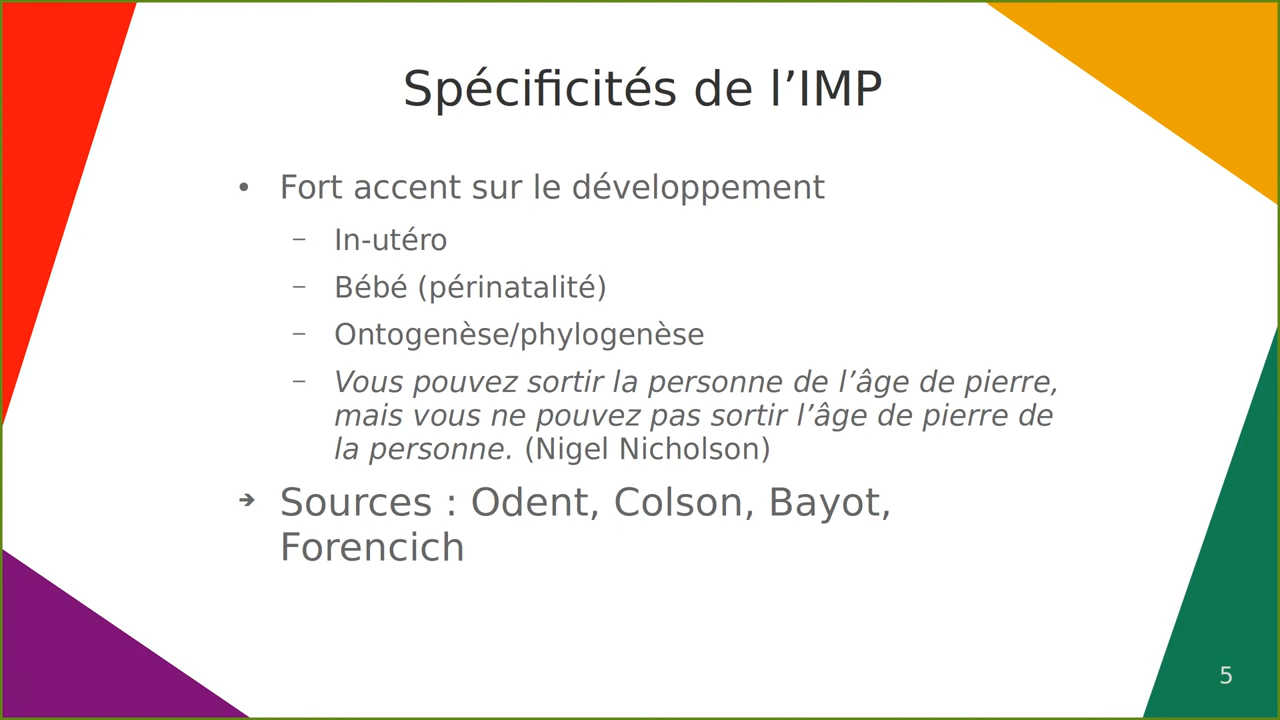 Spécificités de l’IMP
• Fort accent sur le développement
– In-utéro
– Bébé (périnatalité)
– Ontogenèse/phylogenèse
– Vous pouvez sortir la personne de l’âge de pierre,
mais vous ne pouvez pas sortir l’âge de pierre de
la personne. (Nigel Nicholson)
➔ Sources : Odent, Colson, Bayot,
Forencich
5